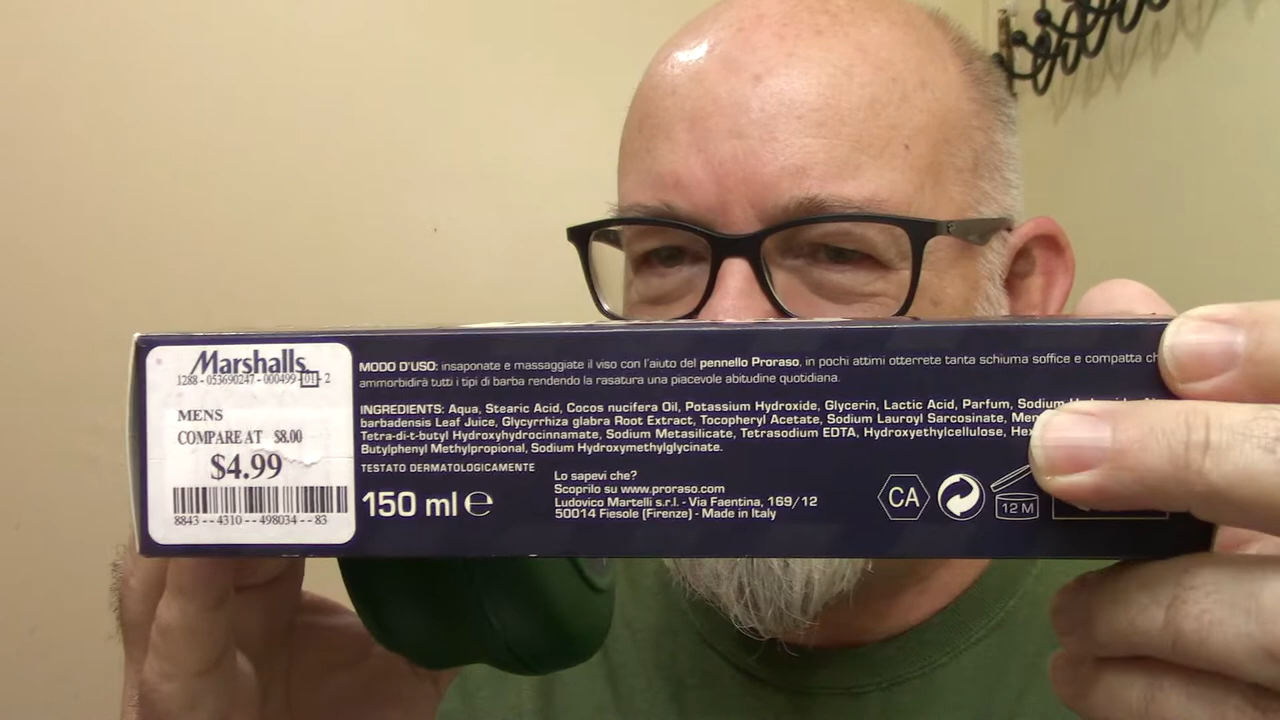 Marshalls
1288 - 053690247 - 000499 - 01 - 2
MENS
COMPARE AT $8.00
$4.99
8843 -- 4310 -- 498034 -- 83
MODO D'USO: insaponate e massaggiate il viso con l'aiuto del pennello Proraso, in pochi attimi otterrete tanta schiuma soffice e compatta ch
ammorbidirà tutti i tipi di barba rendendo la rasatura una piacevole abitudine quotidiana.
INGREDIENTS: Aqua, Stearic Acid, Cocos nucifera Oil, Potassium Hydroxide, Glycerin, Lactic Acid, Parfum, Sodium
barbadensis Leaf Juice, Glycyrrhiza glabra Root Extract, Tocopheryl Acetate, Sodium Lauroyl Sarcosinate, Men
Tetra-di-t-butyl Hydroxyhydrocinnamate, Sodium Metasilicate, Tetrasodium EDTA, Hydroxyethylcellulose, Hex
Butylphenyl Methylpropional, Sodium Hydroxymethylglycinate.
TESTATO DERMATOLOGICAMENTE
150 ml e
Lo sapevi che?
Scoprilo su www.proraso.com
Ludovico Martelli s.r.l. - Via Faentina, 169/12
50014 Fiesole (Firenze) - Made in Italy
CA
12 M